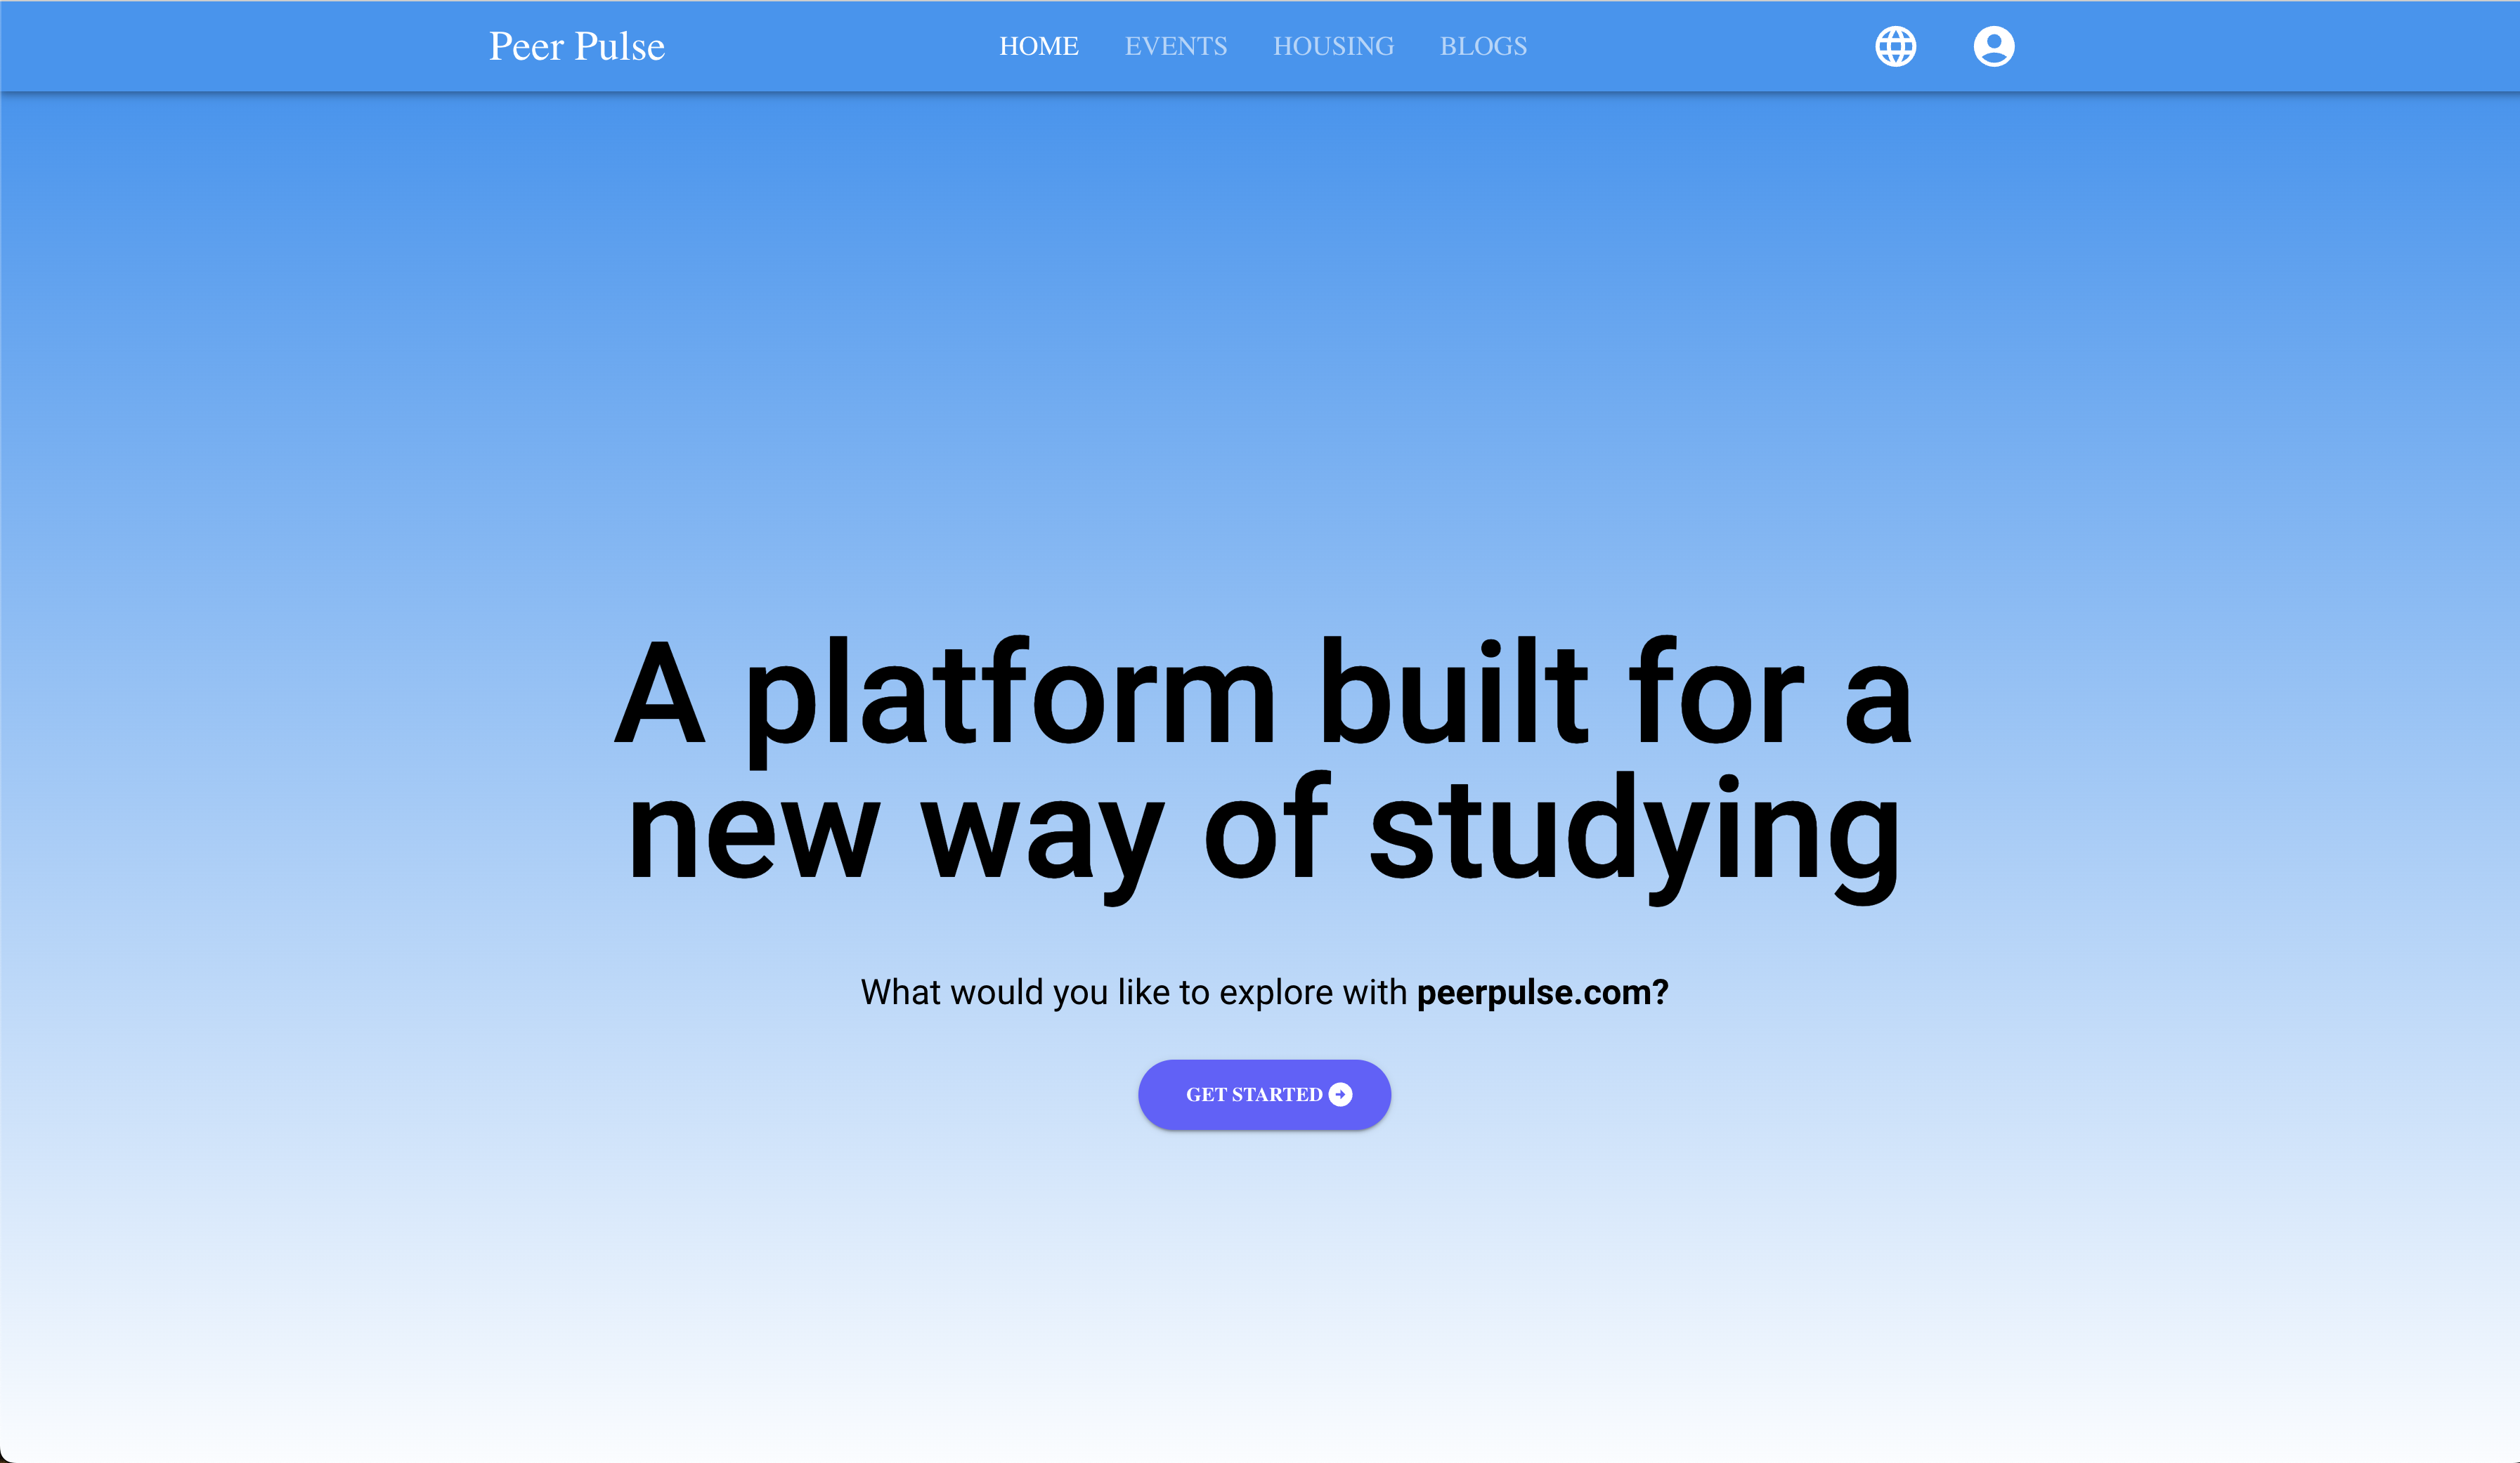 Peer Pulse
HOME EVENTS HOUSING BLOGS
A platform built for a
new way of studying
What would you like to explore with peerpulse.com?
GET STARTED